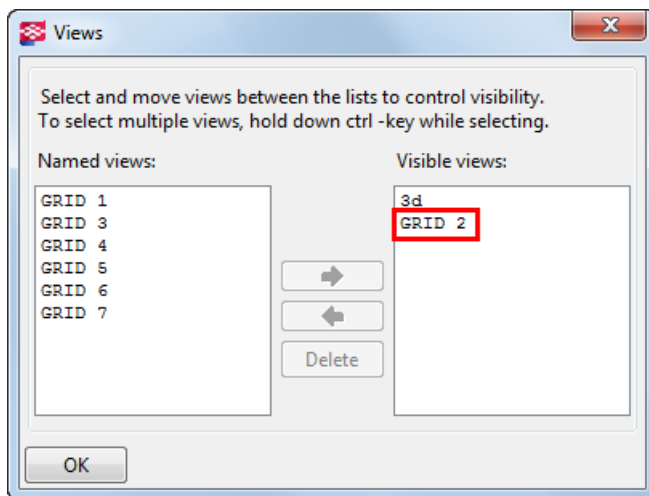 Views
Select and move views between the lists to control visibility.
To select multiple views, hold down ctrl -key while selecting.
Named views:
GRID 1
GRID 3
GRID 4
GRID 5
GRID 6
GRID 7
Delete
Visible views:
3d
GRID 2
OK